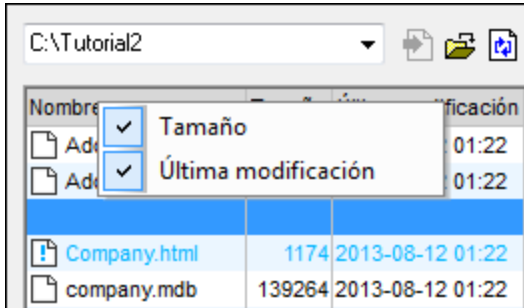 C:\Tutorial2
Nombre
Tamaño
Última modificación
01:22
01:22
Company.html 1174 2013-08-12 01:22
company.mdb 139264 2013-08-12 01:22